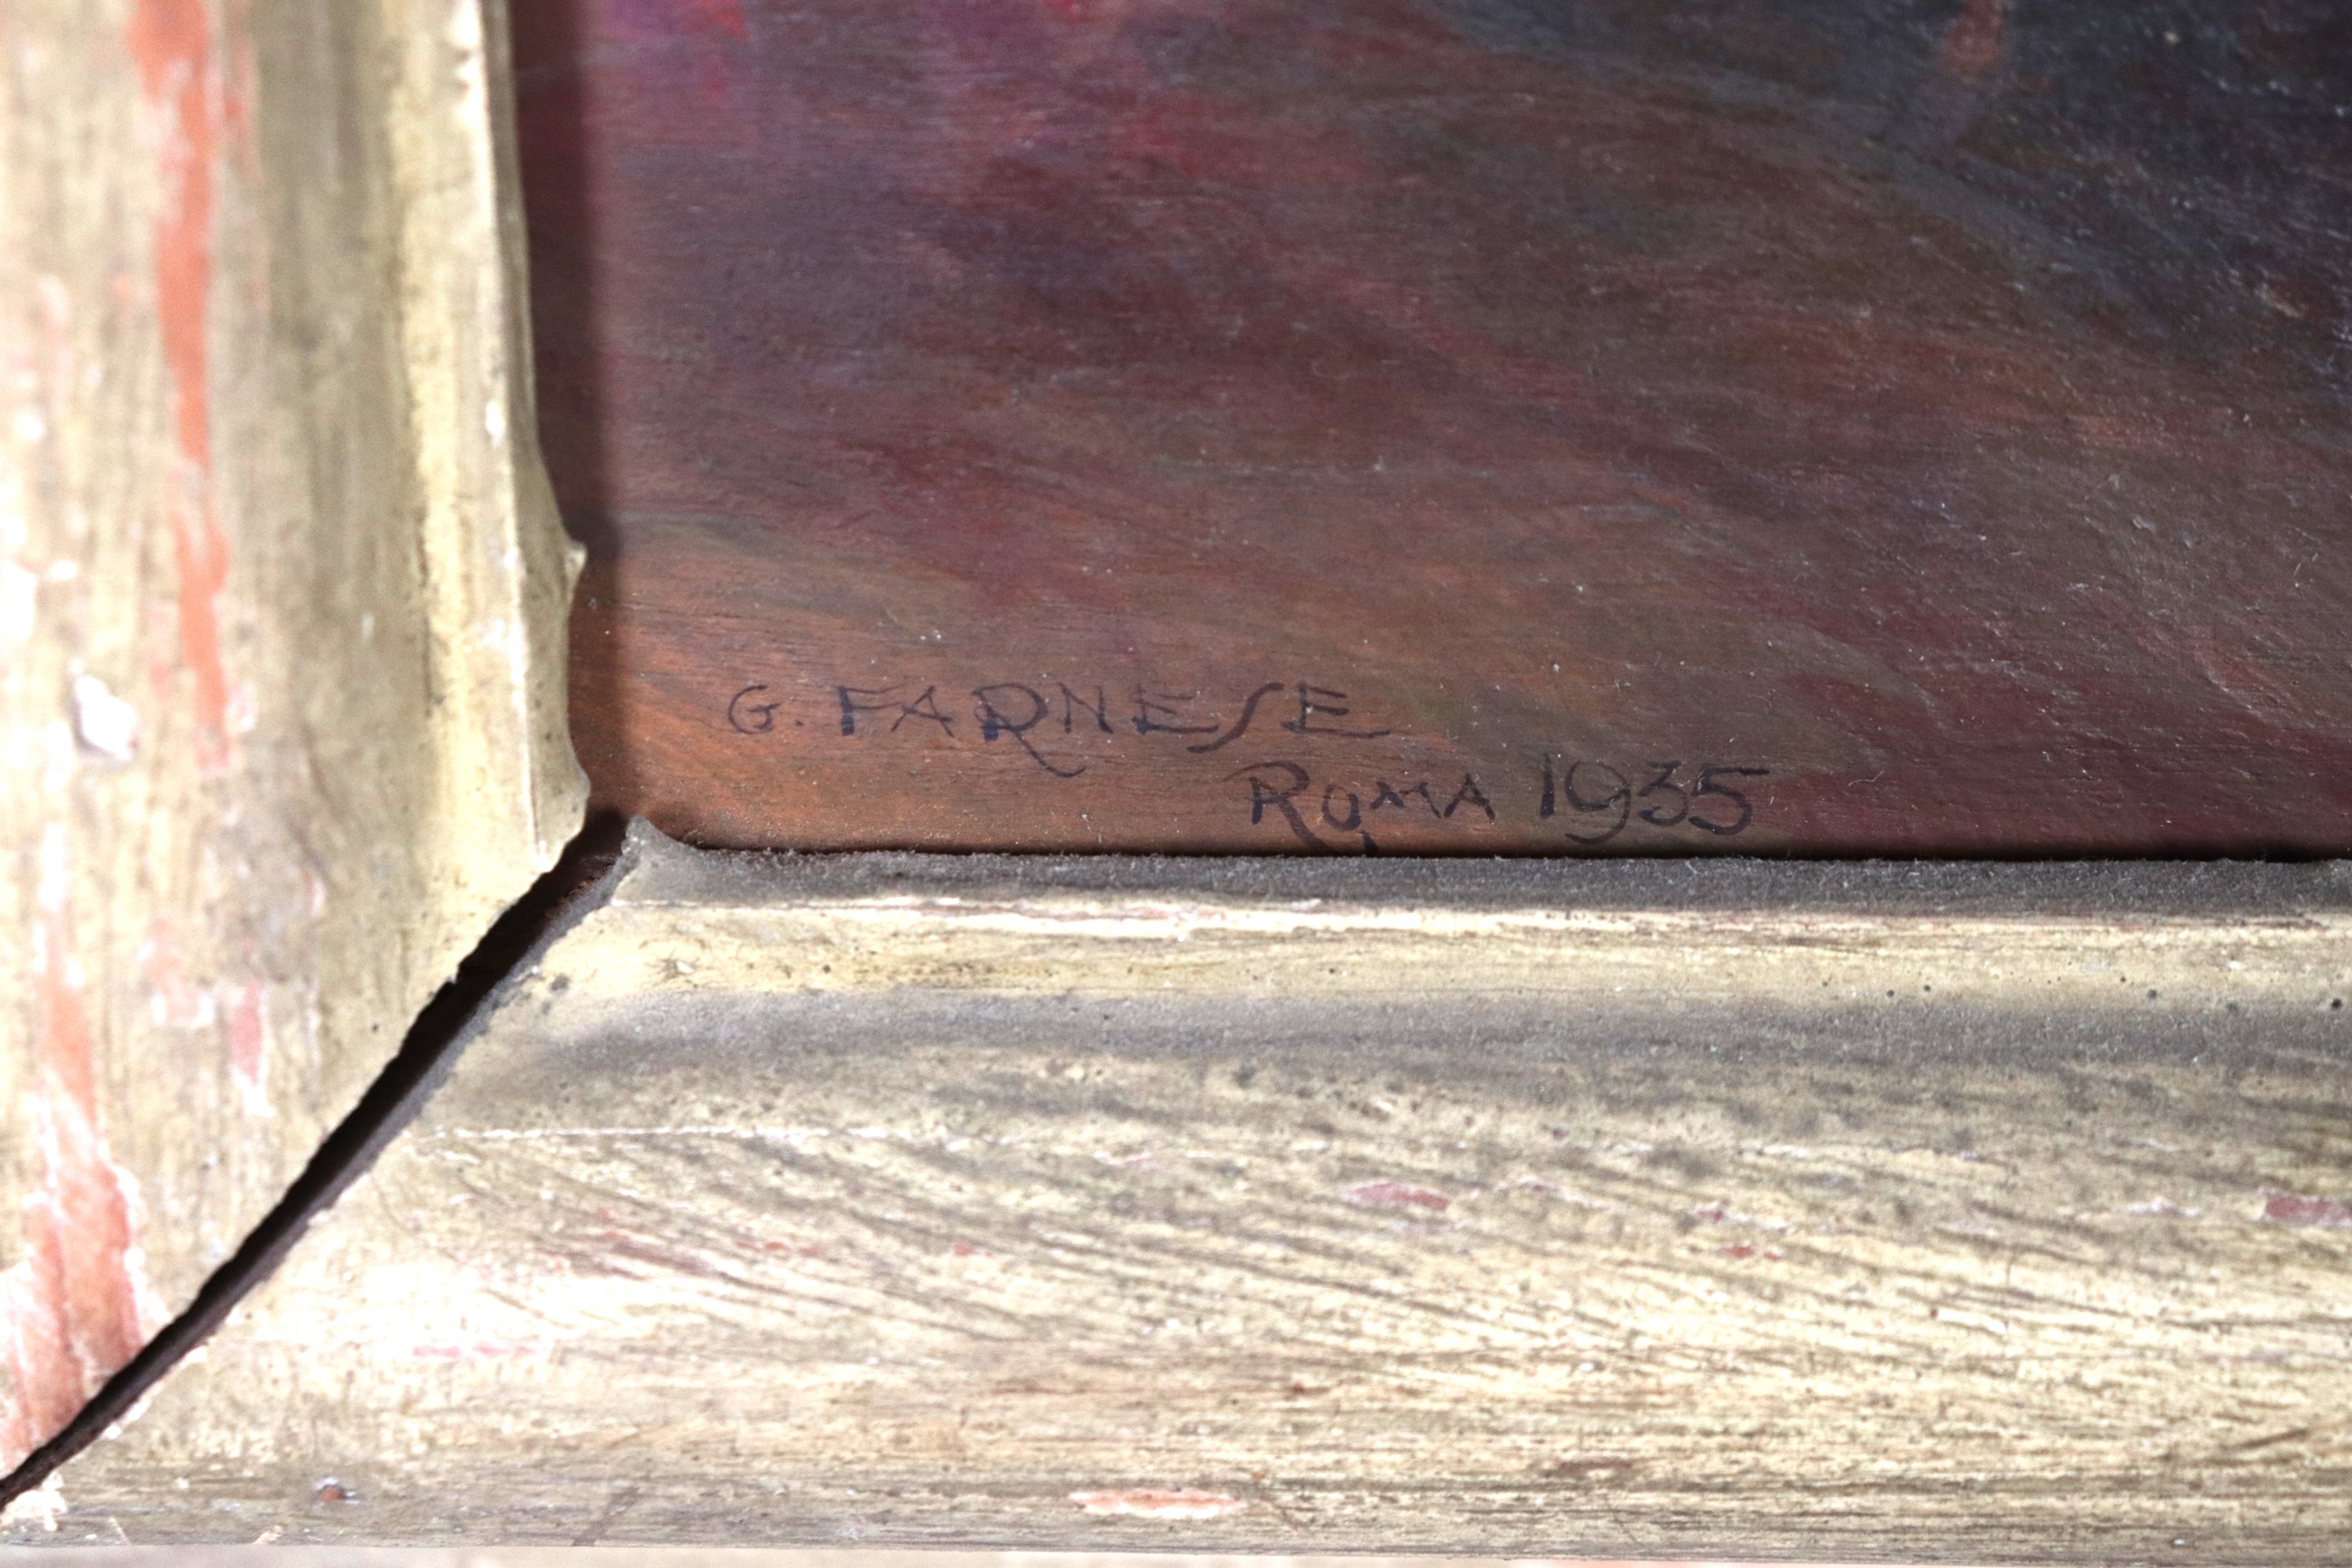 G. FARNESE
ROMA 1935